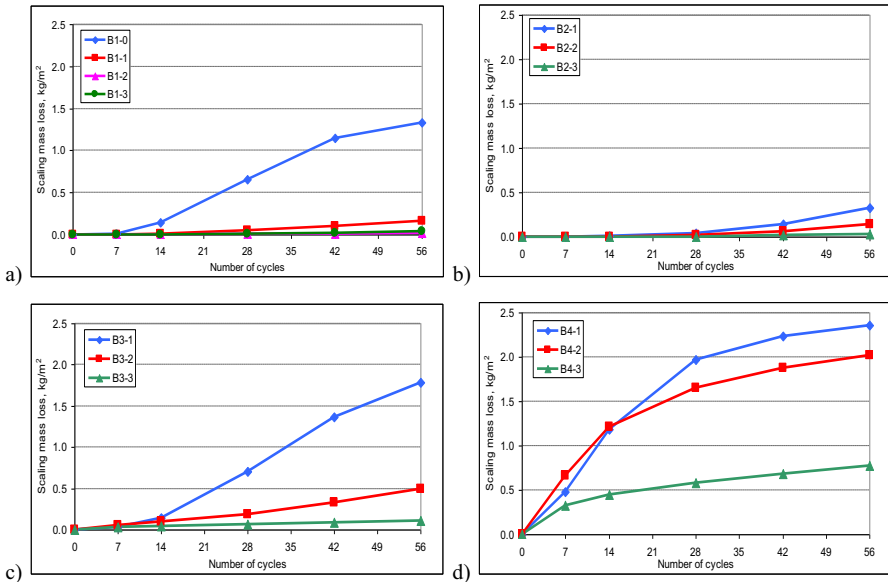 2.5
2.0
1.5
1.0
0.5
0.0
Scaling mass loss, kg/m²
B1-0
B1-1
B1-2
B1-3
0 7 14 21 28 35 42 49 56
Number of cycles
a)
2.5
2.0
1.5
1.0
0.5
0.0
Scaling mass loss, kg/m²
B2-1
B2-2
B2-3
0 7 14 21 28 35 42 49 56
Number of cycles
b)
2.5
2.0
1.5
1.0
0.5
0.0
Scaling mass loss, kg/m²
B3-1
B3-2
B3-3
0 7 14 21 28 35 42 49 56
Number of cycles
c)
2.5
2.0
1.5
1.0
0.5
0.0
Scaling mass loss, kg/m²
B4-1
B4-2
B4-3
0 7 14 21 28 35 42 49 56
Number of cycles
d)